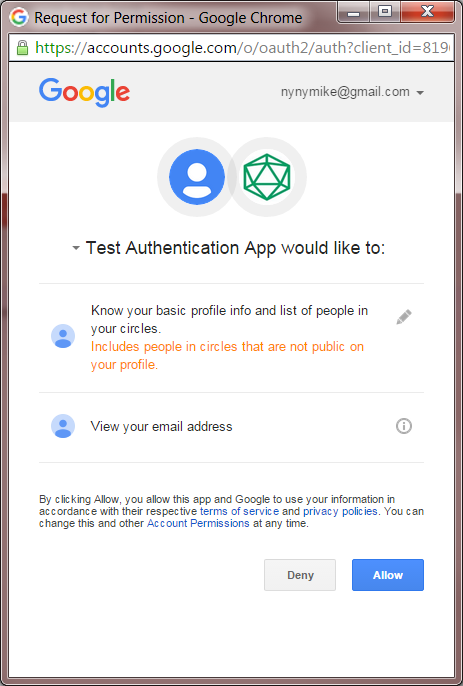 Request for Permission - Google Chrome
https://accounts.google.com/o/oauth2/auth?client_id=819
Google
nynymike@gmail.com
Test Authentication App would like to:
Know your basic profile info and list of people in
your circles.
Includes people in circles that are not public on
your profile.
View your email address
By clicking Allow, you allow this app and Google to use your information in
accordance with their respective terms of service and privacy policies. You can
change this and other Account Permissions at any time.
Deny
Allow